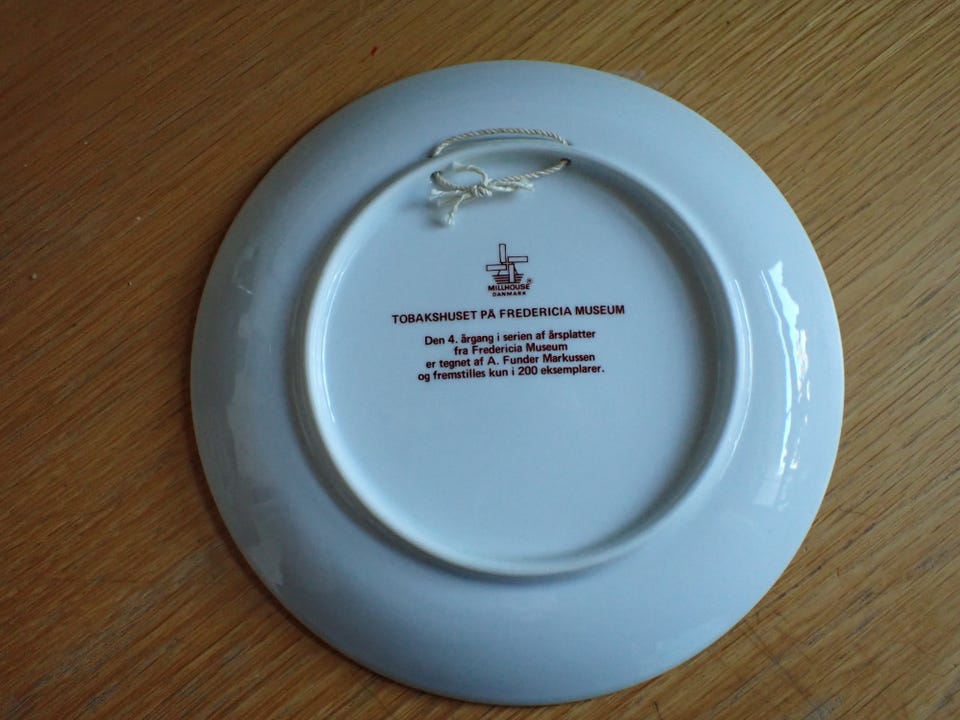 MILLHOUSE®
DANMARK
TOBAKSHUSET PÅ FREDERICIA MUSEUM
Den 4. årgang i serien af årsplatter
fra Fredericia Museum
er tegnet af A. Funder Markussen
og fremstilles kun i 200 eksemplarer.